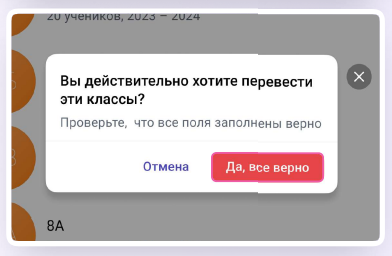 20 учеников, 2023 – 2024
Вы действительно хотите перевести
эти классы?
Проверьте, что все поля заполнены верно
Отмена
Да, все верно
8А